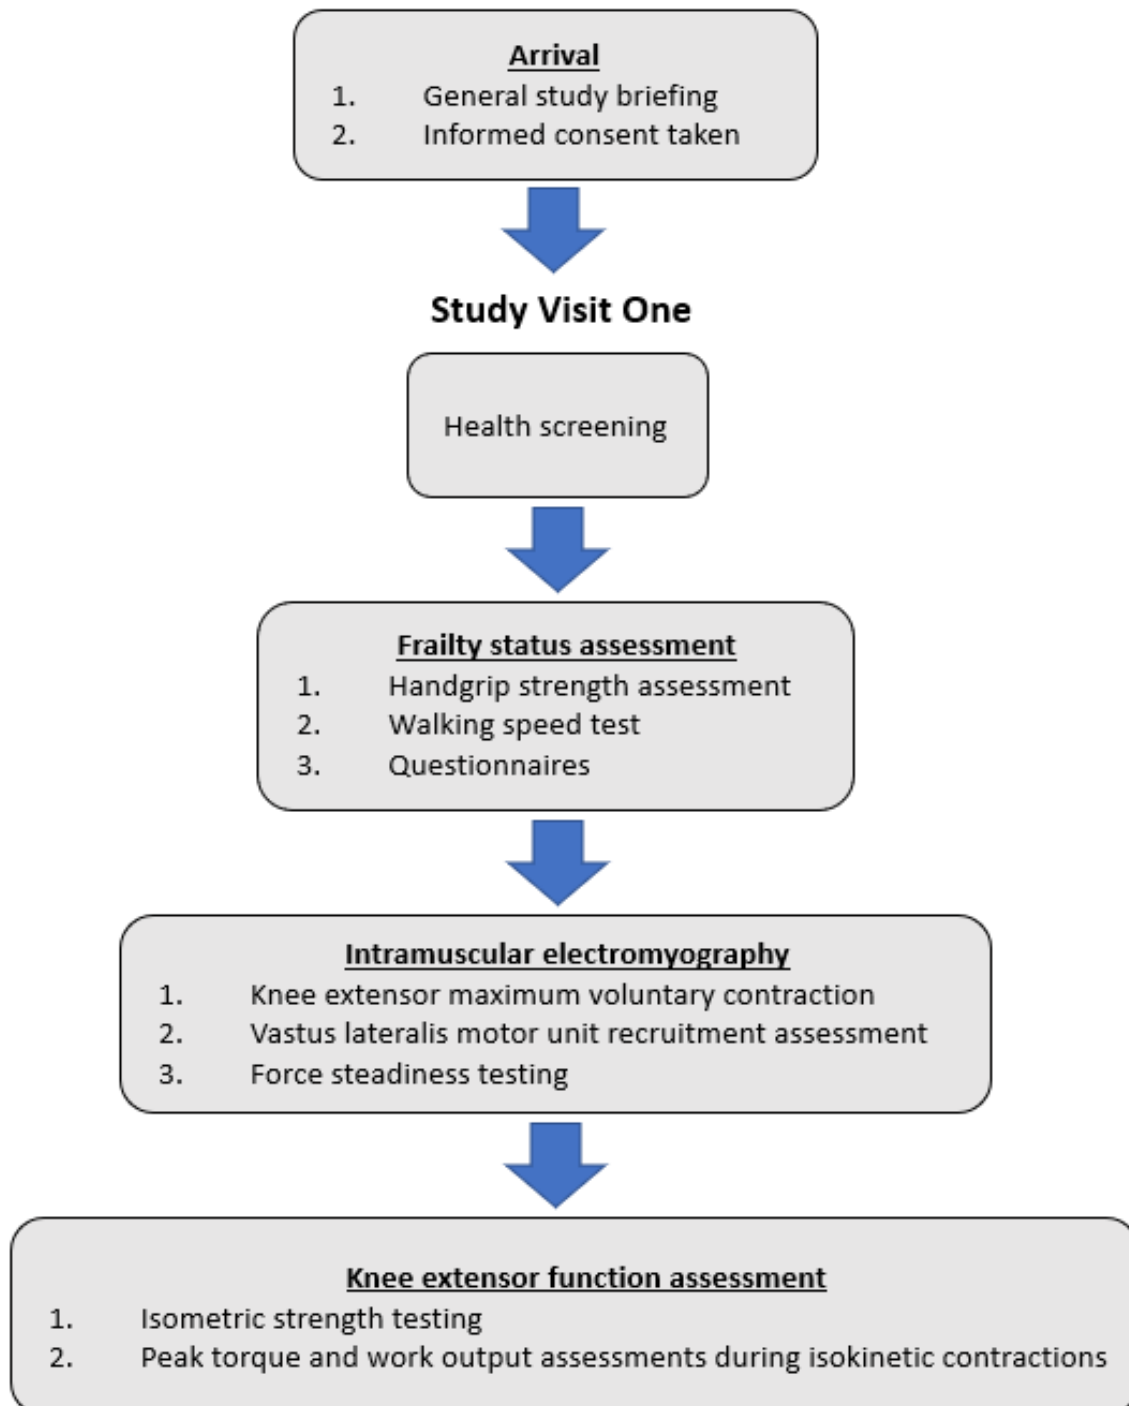 Arrival
1. General study briefing
2. Informed consent taken
Study Visit One
Health screening
Frailty status assessment
1. Handgrip strength assessment
2. Walking speed test
3. Questionnaires
Intramuscular electromyography
1. Knee extensor maximum voluntary contraction
2. Vastus lateralis motor unit recruitment assessment
3. Force steadiness testing
Knee extensor function assessment
1. Isometric strength testing
2. Peak torque and work output assessments during isokinetic contractions